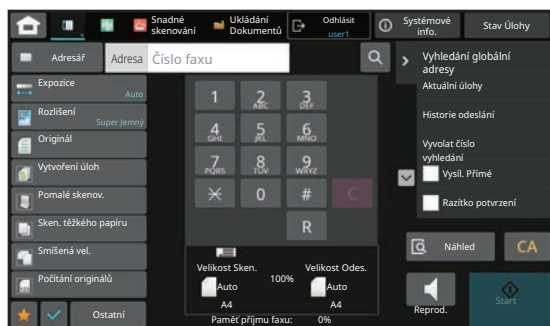 Snadné skenování
Ukládání Dokumentů
Odhlásit
user1
Systémové info.
Stav Úlohy
Adresář
Adresa
Číslo faxu
Expozice
Auto
Rozlišení
Super Jemný
Originál
Vytvoření úloh
Pomalé skenov.
Sken. těžkého papíru
Smíšená vel.
Počítání originálů
Ostatní
1
2 ABC
3 DEF
4 GHI
5 JKL
6 MNO
7 PQRS
8 TUV
9 WXYZ
0
#
C
R
Velikost Sken.
Auto
A4
100%
Velikost Odes.
Auto
A4
Paměť příjmu faxu: 0%
Vyhledání globální adresy
Aktuální úlohy
Historie odeslání
Vyvolat číslo vyhledání
Vysíl. Přímé
Razítko potvrzení
Náhled
CA
Reprod.
Start